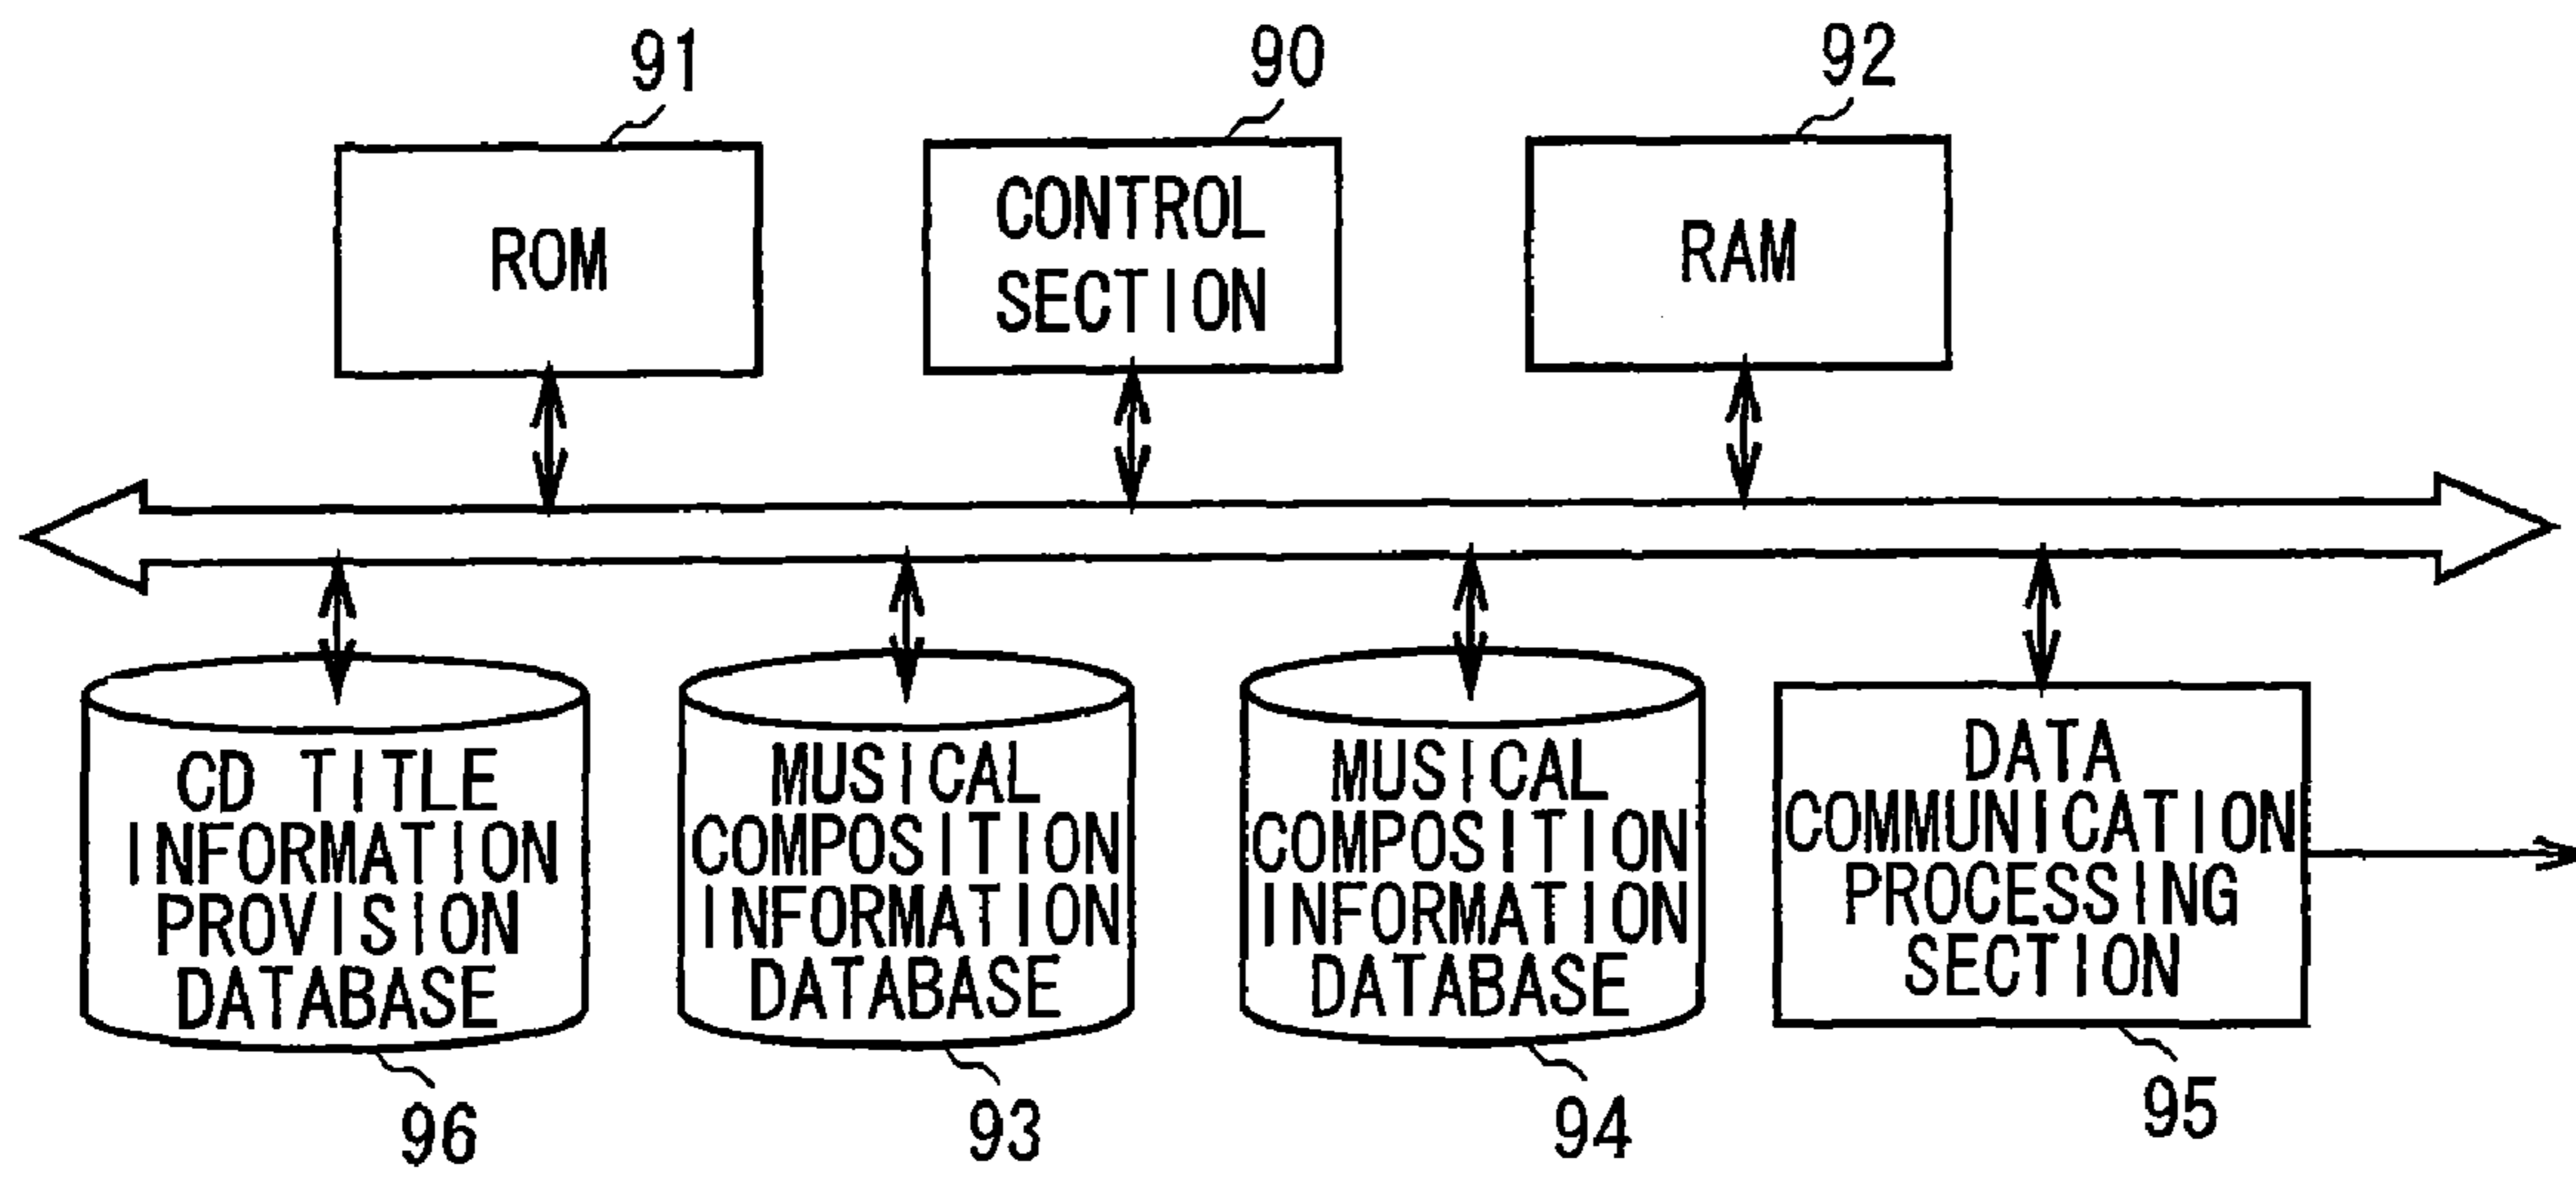 91
90
92
ROM
CONTROL
SECTION
RAM
CD TITLE
INFORMATION
PROVISION
DATABASE
MUSICAL
COMPOSITION
INFORMATION
DATABASE
MUSICAL
COMPOSITION
INFORMATION
DATABASE
DATA
COMMUNICATION
PROCESSING
SECTION
96
93
94
95